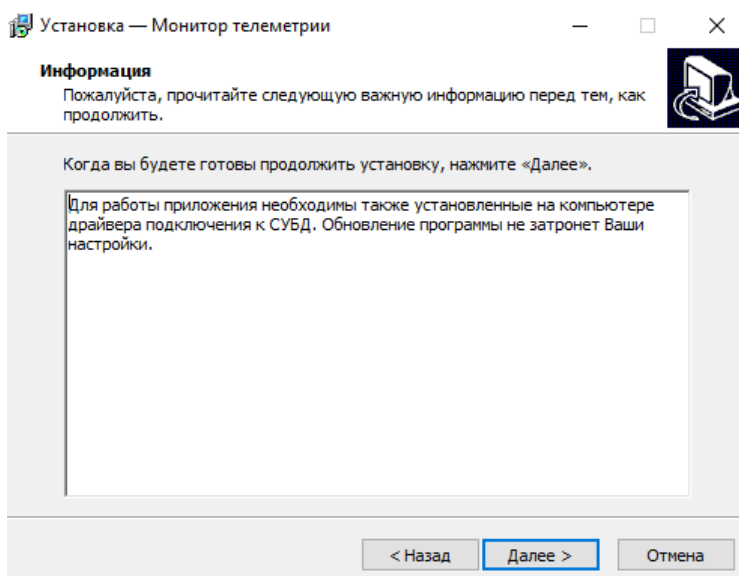 Установка — Монитор телеметрии
Информация
Пожалуйста, прочитайте следующую важную информацию перед тем, как
продолжить.
Когда вы будете готовы продолжить установку, нажмите «Далее».
Для работы приложения необходимы также установленные на компьютере
драйвера подключения к СУБД. Обновление программы не затронет Ваши
настройки.
< Назад
Далее >
Отмена